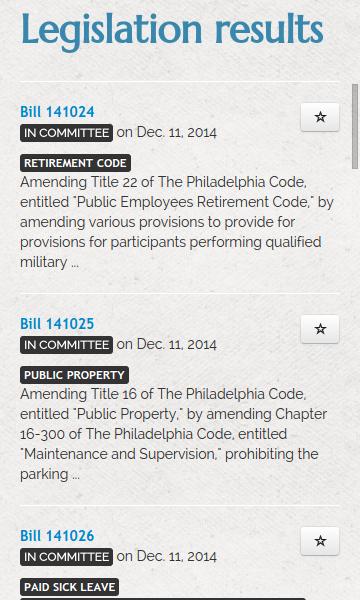 Legislation results
Bill 141024
IN COMMITTEE on Dec. 11, 2014
RETIREMENT CODE
Amending Title 22 of The Philadelphia Code,
entitled "Public Employees Retirement Code," by
amending various provisions to provide for
provisions for participants performing qualified
military ...
Bill 141025
IN COMMITTEE on Dec. 11, 2014
PUBLIC PROPERTY
Amending Title 16 of The Philadelphia Code,
entitled "Public Property," by amending Chapter
16-300 of The Philadelphia Code, entitled
"Maintenance and Supervision," prohibiting the
parking ...
Bill 141026
IN COMMITTEE on Dec. 11, 2014
PAID SICK LEAVE